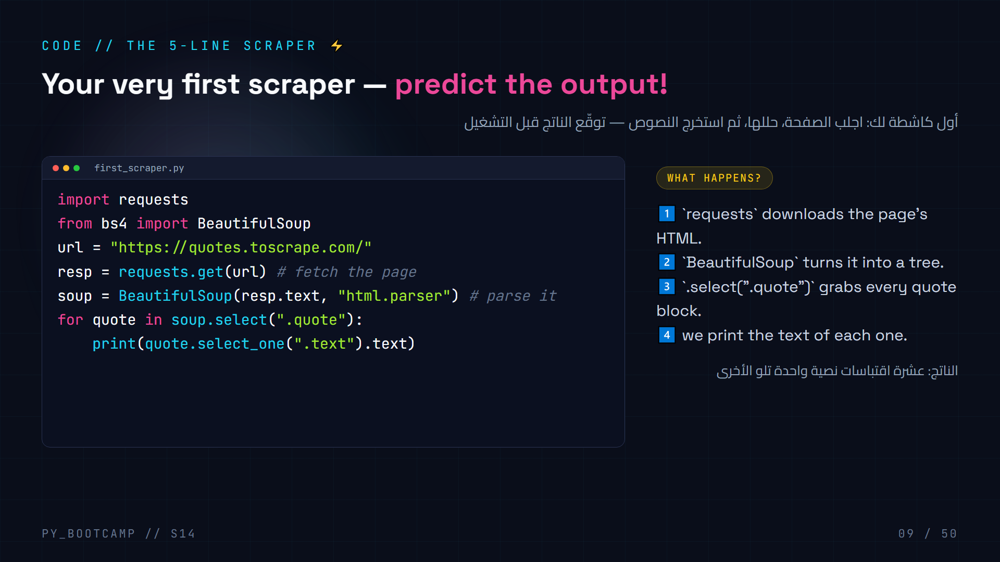 CODE // THE 5-LINE SCRAPER ⚡
Your very first scraper — predict the output!
أول كاشطة لك: اجلب الصفحة، حللها، ثم استخرج النصوص — توقّع الناتج قبل التشغيل
first_scraper.py
import requests
from bs4 import BeautifulSoup
url = "https://quotes.toscrape.com/"
resp = requests.get(url) # fetch the page
soup = BeautifulSoup(resp.text, "html.parser") # parse it
for quote in soup.select(".quote"):
    print(quote.select_one(".text").text)
WHAT HAPPENS?
1️⃣ `requests` downloads the page's
HTML.
2️⃣ `BeautifulSoup` turns it into a tree.
3️⃣ `.select(".quote")` grabs every quote
block.
4️⃣ we print the text of each one.
الناتج: عشرة اقتباسات نصية واحدة تلو الأخرى
PY_BOOTCAMP // S14
09 / 50